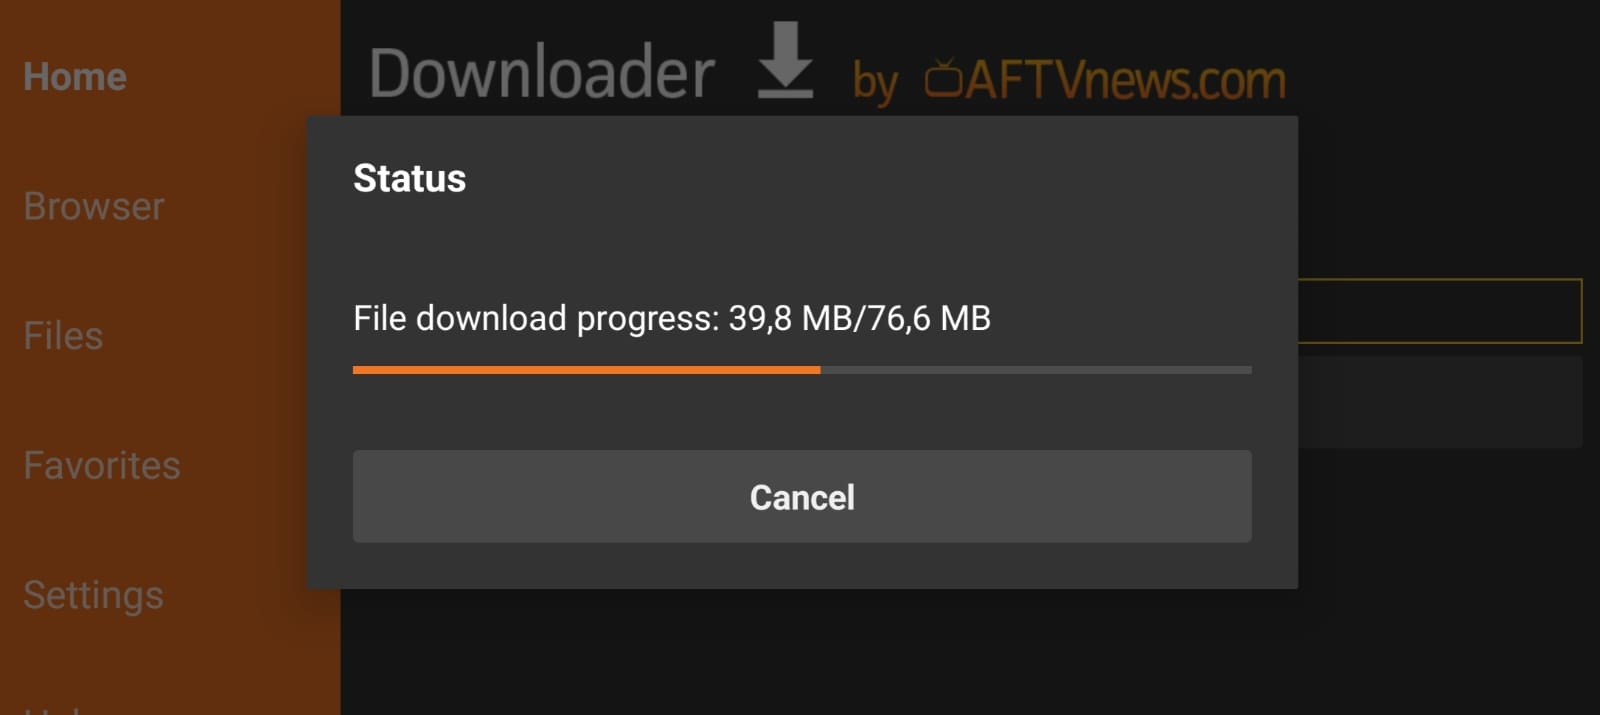 Home
Downloader by AFTVnews.com
Status
Browser
File download progress: 39,8 MB/76,6 MB
Files
Favorites
Cancel
Settings